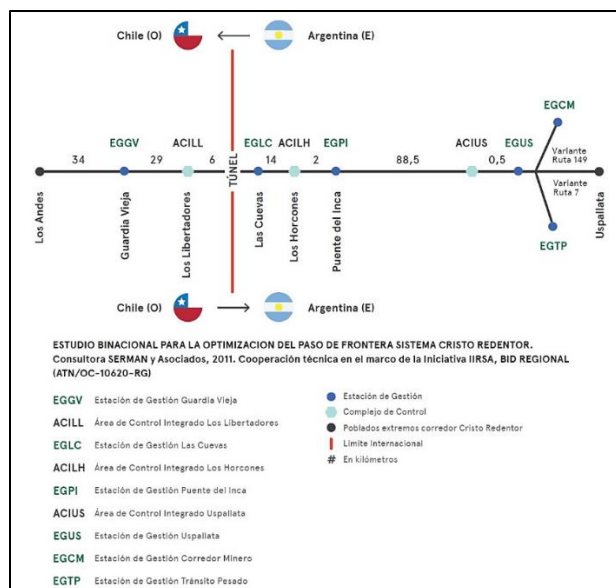 Chile (O)
Argentina (E)
EGCM
EGGV
ACILL
EGLC
ACILH
EGPI
ACIUS
EGUS
34
29
6
TÚNEL
14
2
88,5
0,5
Variante
Ruta 149
Variante
Ruta 7
Los Andes
Guardia Vieja
Los Libertadores
Las Cuevas
Los Horcones
Puente del Inca
Uspallata
EGTP
Chile (O)
Argentina (E)
ESTUDIO BINACIONAL PARA LA OPTIMIZACION DEL PASO DE FRONTERA SISTEMA CRISTO REDENTOR.
Consultora SERMAN y Asociados, 2011. Cooperación técnica en el marco de la Iniciativa IIRSA, BID REGIONAL
(ATN/OC-10620-RG)
EGGV Estación de Gestión Guardia Vieja
ACILL Área de Control Integrado Los Libertadores
EGLC Estación de Gestión Las Cuevas
ACILH Área de Control Integrado Los Horcones
EGPI Estación de Gestión Puente del Inca
ACIUS Área de Control Integrado Uspallata
EGUS Estación de Gestión Uspallata
EGCM Estación de Gestión Corredor Minero
EGTP Estación de Gestión Tránsito Pesado
Estación de Gestión
Complejo de Control
Poblados extremos corredor Cristo Redentor
Límite Internacional
# En kilómetros